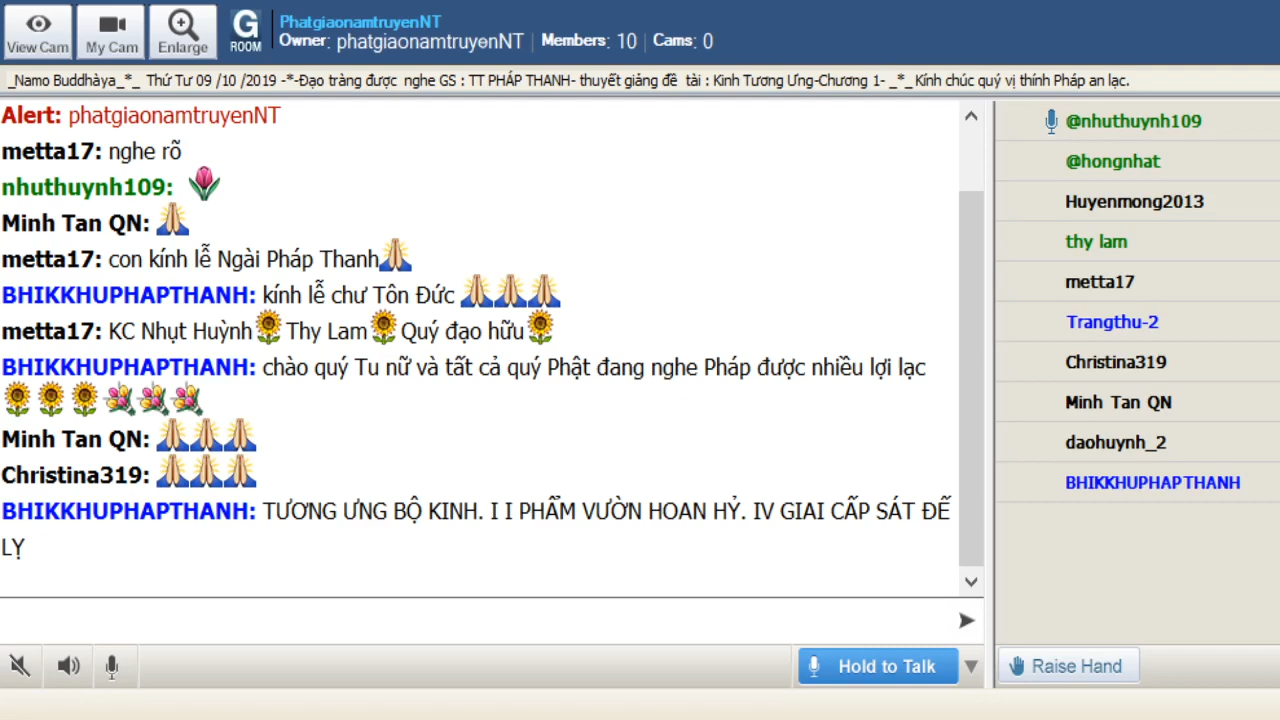 View Cam
My Cam
Enlarge
G
ROOM
PhatgiaonamtruyenNT
Owner: phatgiaonamtruyenNT | Members: 10 | Cams: 0
_Namo Buddhàya_*_ Thứ Tư 09 /10 /2019 -*-Đạo tràng được nghe GS : TT PHÁP THANH- thuyết giảng đề tài : Kinh Tương Ưng-Chương 1- _*_ Kính chúc quý vị thính Pháp an lạc.
Alert: phatgiaonamtruyenNT
metta17: nghe rõ
nhuthuynh109:
Minh Tan QN:
metta17: con kính lễ Ngài Pháp Thanh
BHIKKHUPHAPTHANH: kính lễ chư Tôn Đức
metta17: KC Nhụt Huỳnh Thy Lam Quý đạo hữu
BHIKKHUPHAPTHANH: chào quý Tu nữ và tất cả quý Phật đang nghe Pháp được nhiều lợi lạc
Minh Tan QN:
Christina319:
BHIKKHUPHAPTHANH: TƯƠNG ƯNG BỘ KINH. I I PHẨM VƯỜN HOAN HỶ. IV GIAI CẤP SÁT ĐẾ
LỴ
@nhuthuynh109
@hongnhat
Huyenmong2013
thy lam
metta17
Trangthu-2
Christina319
Minh Tan QN
daohuynh_2
BHIKKHUPHAPTHANH
Hold to Talk
Raise Hand